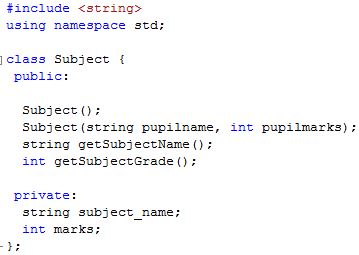 #include <string>
using namespace std;
class Subject {
public:
Subject();
Subject(string pupilname, int pupilmarks);
string getSubjectName();
int getSubjectGrade();
private:
string subject_name;
int marks;
};